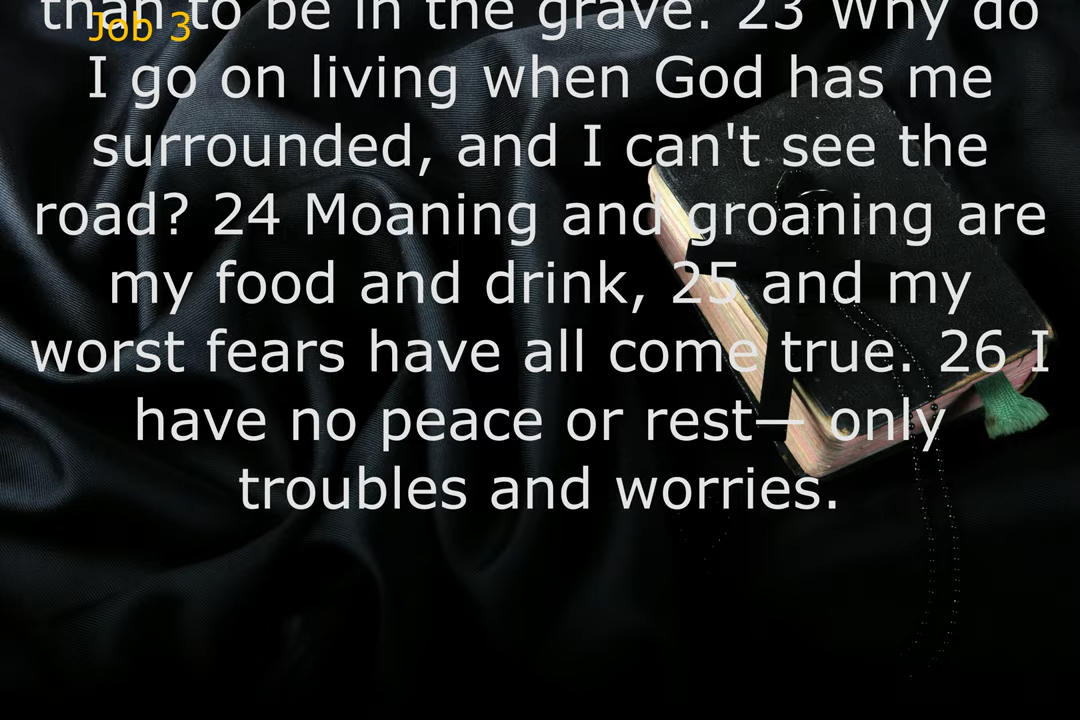 than to be in the grave. 23 Why do
Job 3
I go on living when God has me
surrounded, and I can't see the
road? 24 Moaning and groaning are
my food and drink, 25 and my
worst fears have all come true. 26 I
have no peace or rest— only
troubles and worries.